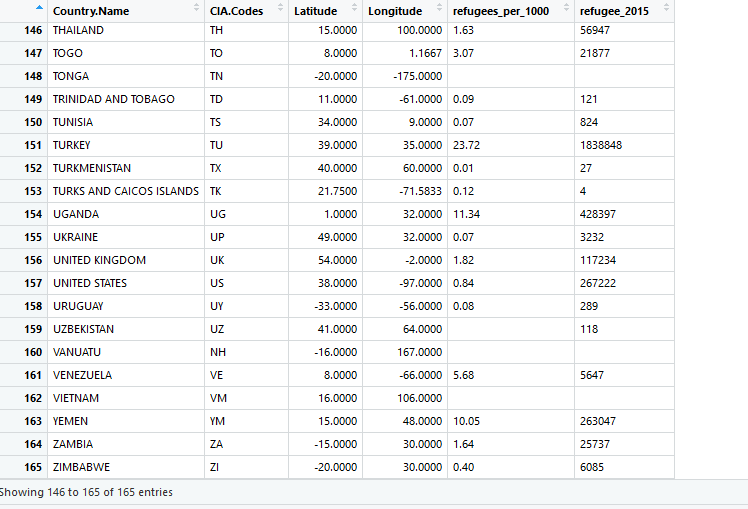 Country.Name CIA.Codes Latitude Longitude refugees_per_1000 refugee_2015
146 THAILAND TH 15.0000 100.0000 1.63 56947
147 TOGO TO 8.0000 1.1667 3.07 21877
148 TONGA TN -20.0000 -175.0000
149 TRINIDAD AND TOBAGO TD 11.0000 -61.0000 0.09 121
150 TUNISIA TS 34.0000 9.0000 0.07 824
151 TURKEY TU 39.0000 35.0000 23.72 1838848
152 TURKMENISTAN TX 40.0000 60.0000 0.01 27
153 TURKS AND CAICOS ISLANDS TK 21.7500 -71.5833 0.12 4
154 UGANDA UG 1.0000 32.0000 11.34 428397
155 UKRAINE UP 49.0000 32.0000 0.07 3232
156 UNITED KINGDOM UK 54.0000 -2.0000 1.82 117234
157 UNITED STATES US 38.0000 -97.0000 0.84 267222
158 URUGUAY UY -33.0000 -56.0000 0.08 289
159 UZBEKISTAN UZ 41.0000 64.0000 118
160 VANUATU NH -16.0000 167.0000
161 VENEZUELA VE 8.0000 -66.0000 5.68 5647
162 VIETNAM VM 16.0000 106.0000
163 YEMEN YM 15.0000 48.0000 10.05 263047
164 ZAMBIA ZA -15.0000 30.0000 1.64 25737
165 ZIMBABWE ZI -20.0000 30.0000 0.40 6085
Showing 146 to 165 of 165 entries